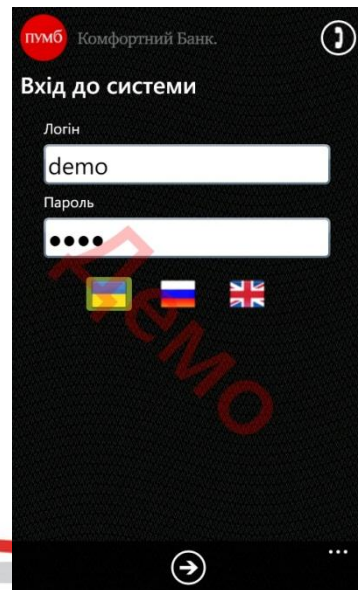 пумб
Комфортний Банк.
Вхід до системи
Логін
demo
Пароль
Демо